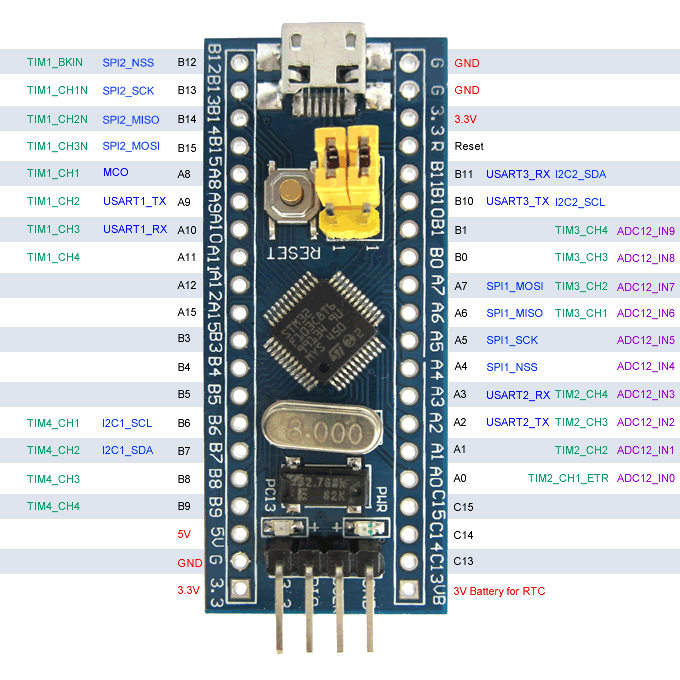 TIM1_BKIN SPI2_NSS B12 GND
TIM1_CH1N SPI2_SCK B13 GND
TIM1_CH2N SPI2_MISO B14 3.3V
TIM1_CH3N SPI2_MOSI B15 Reset
TIM1_CH1 MCO A8 B11 USART3_RX I2C2_SDA
TIM1_CH2 USART1_TX A9 B10 USART3_TX I2C2_SCL
TIM1_CH3 USART1_RX A10 B1 TIM3_CH4 ADC12_IN9
TIM1_CH4 A11 B0 TIM3_CH3 ADC12_IN8
A12 A7 SPI1_MOSI TIM3_CH2 ADC12_IN7
A15 A6 SPI1_MISO TIM3_CH1 ADC12_IN6
B3 A5 SPI1_SCK ADC12_IN5
B4 A4 SPI1_NSS ADC12_IN4
B5 A3 USART2_RX TIM2_CH4 ADC12_IN3
TIM4_CH1 I2C1_SCL B6 A2 USART2_TX TIM2_CH3 ADC12_IN2
TIM4_CH2 I2C1_SDA B7 A1 TIM2_CH2 ADC12_IN1
TIM4_CH3 B8 A0 TIM2_CH1_ETR ADC12_IN0
TIM4_CH4 B9 C15
5V C14
GND C13
3.3V 3V Battery for RTC
B12 B13 B14 B15 A8 A9 A10 A11 A12 A15 B3 B4 B5 B6 B7 B8 B9 5V G 3.3
G G 3.3 R B11 B10 B1 B0 A7 A6 A5 A4 A3 A2 A1 A0 C15 C14 C13 VB
1 1
RESET
STM32
F103C8T6
8.000
32.768K
E 82K
PC13 PWR